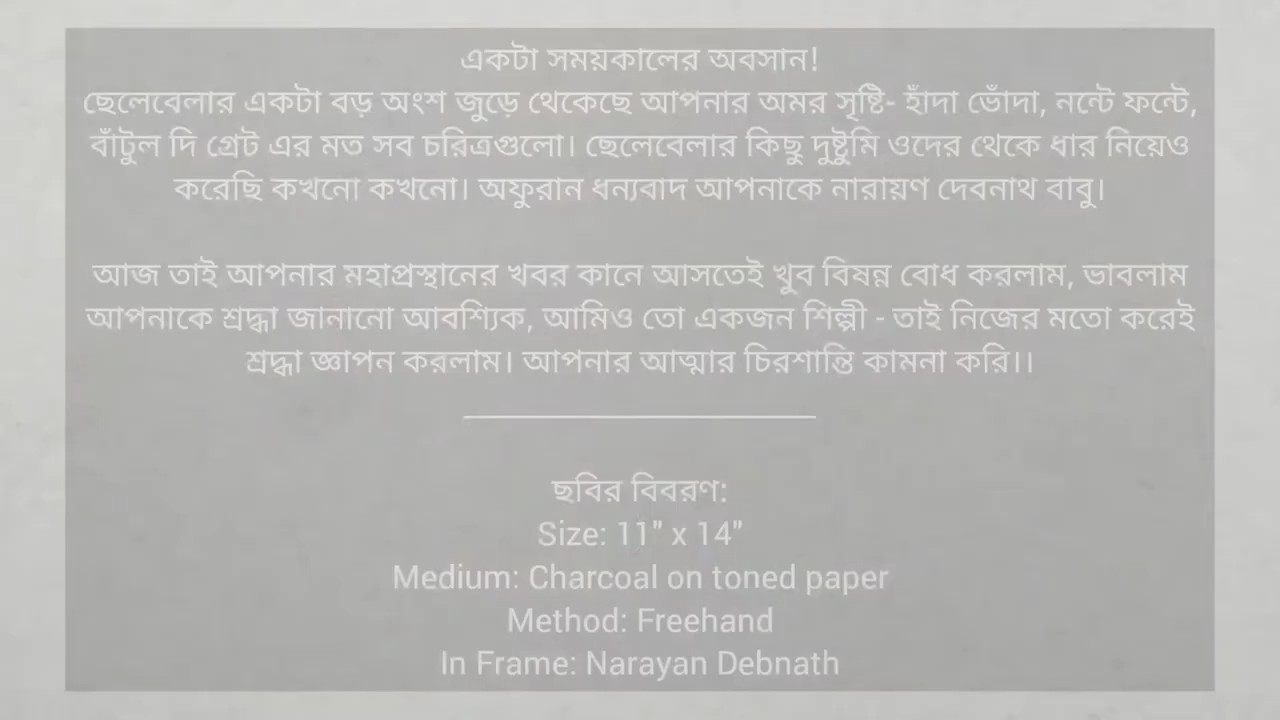 একটা সময়কালের অবসান!
ছেলেবেলার একটা বড় অংশ জুড়ে থেকেছে আপনার অমর সৃষ্টি- হাঁদা ভোঁদা, নন্টে ফন্টে,
বাঁটুল দি গ্রেট এর মত সব চরিত্রগুলো। ছেলেবেলার কিছু দুষ্টুমি ওদের থেকে ধার নিয়েও
করেছি কখনো কখনো। অফুরান ধন্যবাদ আপনাকে নারায়ণ দেবনাথ বাবু।
আজ তাই আপনার মহাপ্রস্থানের খবর কানে আসতেই খুব বিষন্ন বোধ করলাম, ভাবলাম
আপনাকে শ্রদ্ধা জানানো আবশ্যিক, আমিও তো একজন শিল্পী - তাই নিজের মতো করেই
শ্রদ্ধা জ্ঞাপন করলাম। আপনার আত্মার চিরশান্তি কামনা করি।।
ছবির বিবরণ:
Size: 11" x 14"
Medium: Charcoal on toned paper
Method: Freehand
In Frame: Narayan Debnath